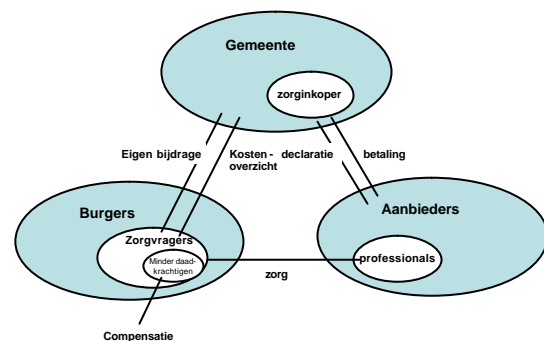 Gemeente
zorginkoper
Eigen bijdrage
Kosten- declaratie
overzicht
betaling
Burgers
Zorgvragers
Minder daad-
krachtigen
Aanbieders
professionals
zorg
Compensatie